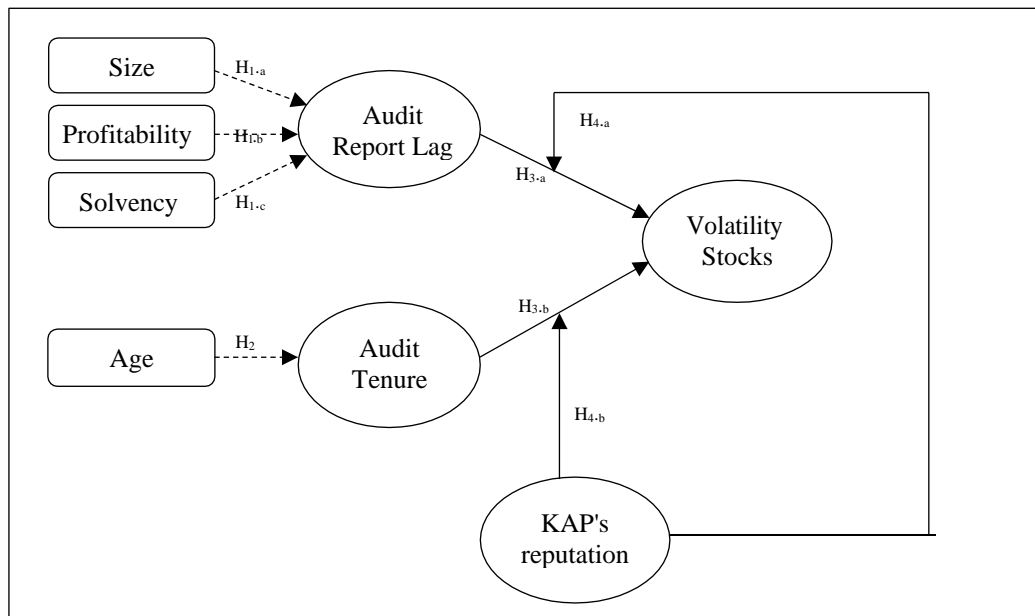 Size
H1.a
Audit
Report Lag
Profitability
H1.b
Solvency
H1.c
H4.a
H3.a
Volatility
Stocks
H3.b
Age
H2
Audit
Tenure
H4.b
KAP's
reputation